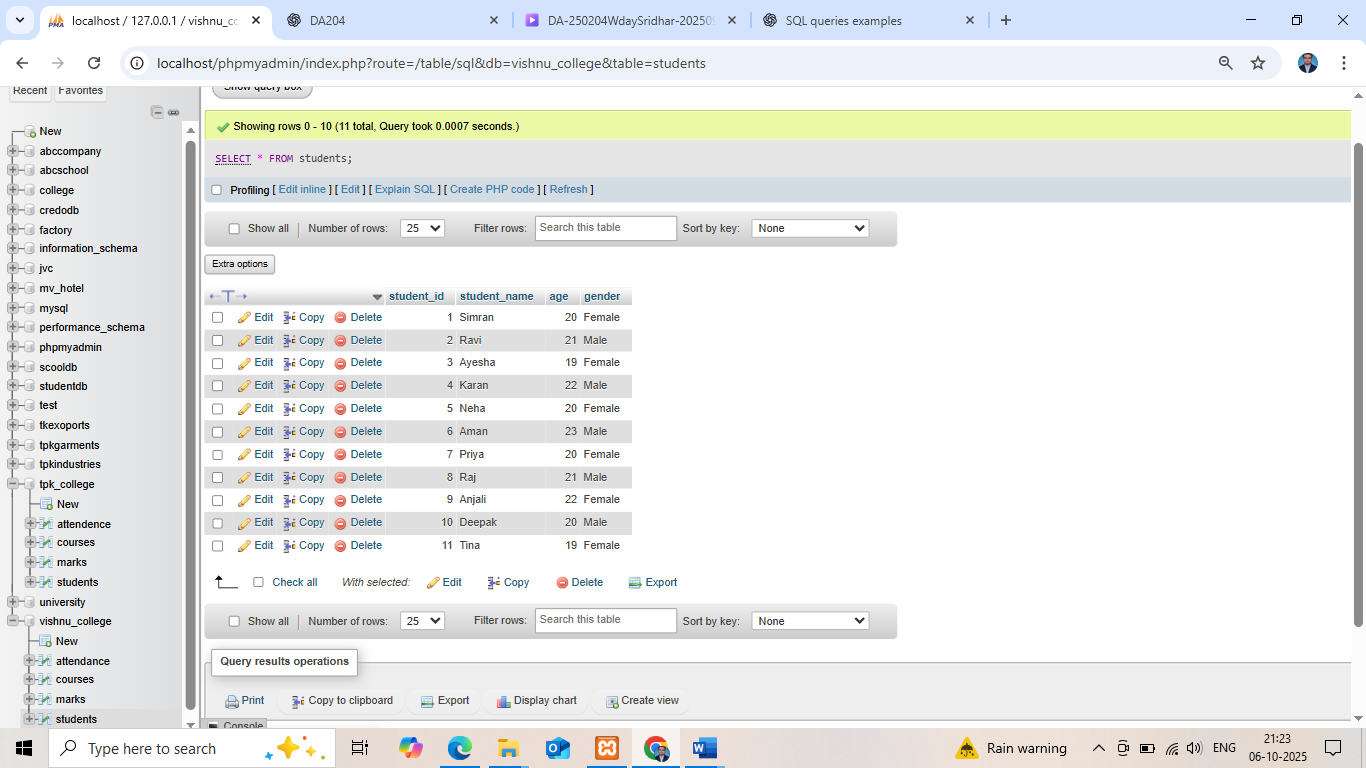 localhost / 127.0.0.1 / vishnu_co
DA204
DA-250204WdaySridhar-202509
SQL queries examples
localhost/phpmyadmin/index.php?route=/table/sql&db=vishnu_college&table=students
Recent Favorites
New
abccompany
abcschool
college
credodb
factory
information_schema
jvc
mv_hotel
mysql
performance_schema
phpmyadmin
scooldb
studentdb
test
tkexoports
tpkgarments
tpkindustries
tpk_college
New
attendence
courses
marks
students
university
vishnu_college
New
attendance
courses
marks
students
Show query box
Showing rows 0 - 10 (11 total, Query took 0.0007 seconds.)
SELECT * FROM students;
Profiling [ Edit inline ] [ Edit ] [ Explain SQL ] [ Create PHP code ] [ Refresh ]
Show all Number of rows: 25 Filter rows: Search this table Sort by key: None
Extra options
student_id student_name age gender
Edit Copy Delete 1 Simran 20 Female
Edit Copy Delete 2 Ravi 21 Male
Edit Copy Delete 3 Ayesha 19 Female
Edit Copy Delete 4 Karan 22 Male
Edit Copy Delete 5 Neha 20 Female
Edit Copy Delete 6 Aman 23 Male
Edit Copy Delete 7 Priya 20 Female
Edit Copy Delete 8 Raj 21 Male
Edit Copy Delete 9 Anjali 22 Female
Edit Copy Delete 10 Deepak 20 Male
Edit Copy Delete 11 Tina 19 Female
Check all With selected: Edit Copy Delete Export
Show all Number of rows: 25 Filter rows: Search this table Sort by key: None
Query results operations
Print Copy to clipboard Export Display chart Create view
Console
Type here to search
Rain warning
ENG
21:23
06-10-2025